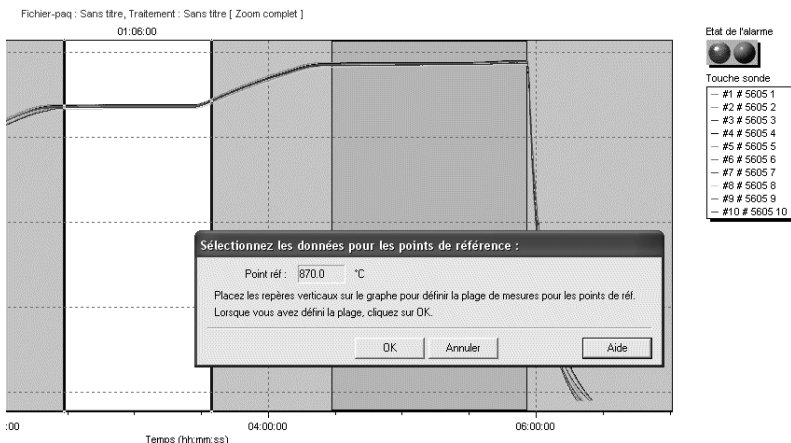 Fichier-paq : Sans titre, Traitement : Sans titre [ Zoom complet ]
01:06:00
Etat de l'alarme
Touche sonde
#1 # 5605 1
#2 # 5605 2
#3 # 5605 3
#4 # 5605 4
#5 # 5605 5
#6 # 5605 6
#7 # 5605 7
#8 # 5605 8
#9 # 5605 9
#10 # 5605 10
Sélectionnez les données pour les points de référence :
Point réf : 870.0 °C
Placez les repères verticaux sur le graphe pour définir la plage de mesures pour les points de réf.
Lorsque vous avez défini la plage, cliquez sur OK.
OK Annuler Aide
:00 04:00:00 06:00:00
Temps (hh:mm:ss)